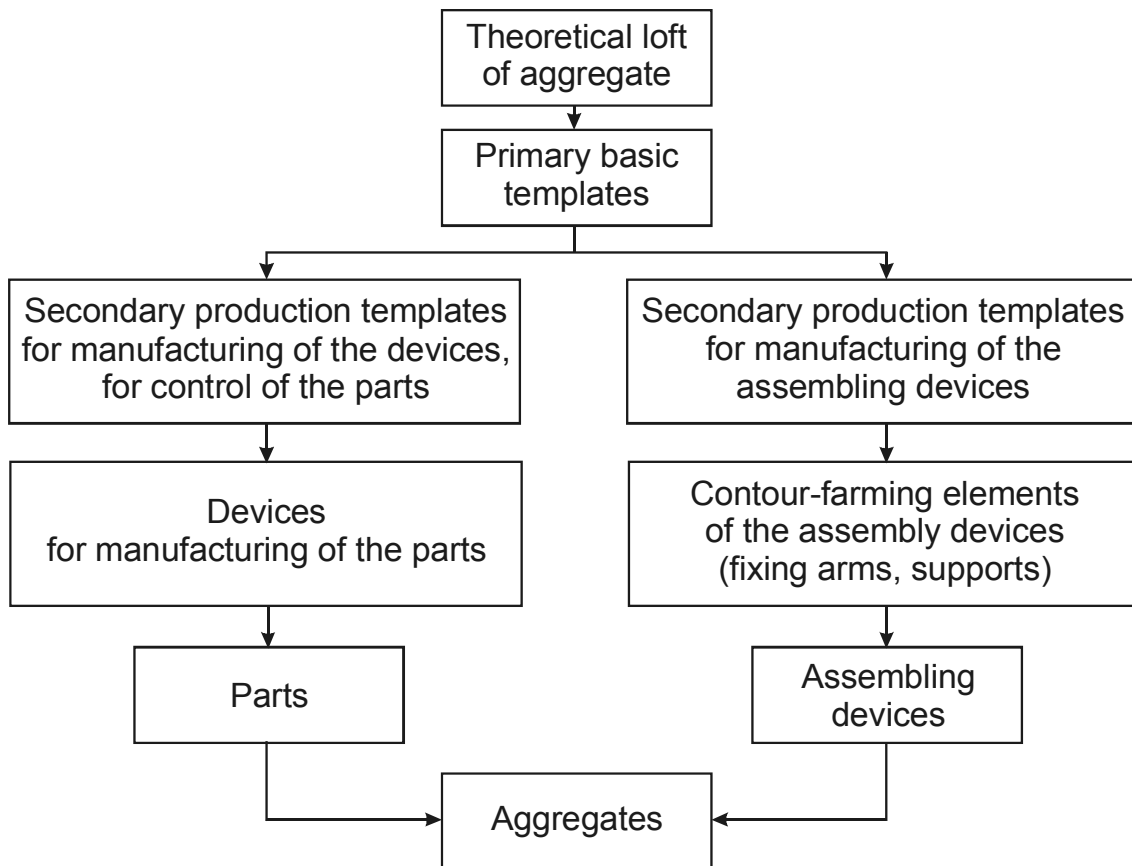 Theoretical loft
of aggregate
Primary basic
templates
Secondary production templates
for manufacturing of the devices,
for control of the parts
Secondary production templates
for manufacturing of the
assembling devices
Devices
for manufacturing of the parts
Contour-farming elements
of the assembly devices
(fixing arms, supports)
Parts
Assembling
devices
Aggregates